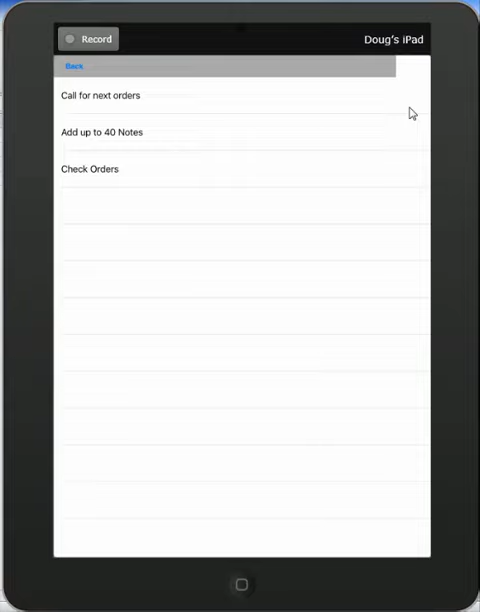 Record
Doug's iPad
Back
Call for next orders
Add up to 40 Notes
Check Orders